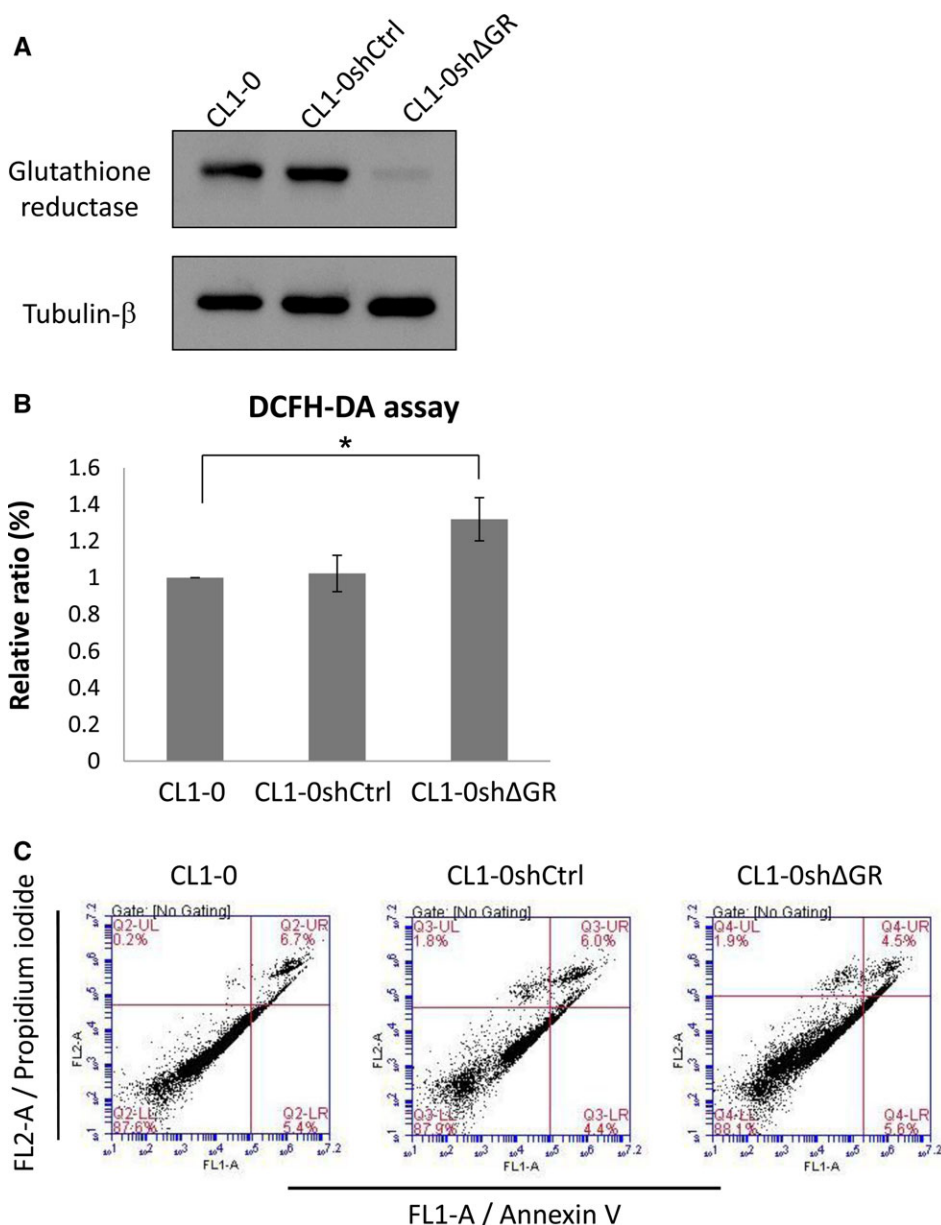 A
CL1-0
CL1-0shCtrl
CL1-0shΔGR
Glutathione
reductase
Tubulin-β
B
DCFH-DA assay
*
Relative ratio (%)
1.6
1.4
1.2
1
0.8
0.6
0.4
0.2
0
CL1-0 CL1-0shCtrl CL1-0shΔGR
C
CL1-0 CL1-0shCtrl CL1-0shΔGR
FL2-A / Propidium iodide
Gate: [No Gating]
Q2-UL Q2-UR
0.2% 6.7%
Q2-LL Q2-LR
87.6% 5.4%
FL2-A
FL1-A
Gate: [No Gating]
Q3-UL Q3-UR
1.8% 6.0%
Q3-LL Q3-LR
87.9% 4.4%
FL2-A
FL1-A
Gate: [No Gating]
Q4-UL Q4-UR
1.9% 4.5%
Q4-LL Q4-LR
88.1% 5.6%
FL2-A
FL1-A
FL1-A / Annexin V